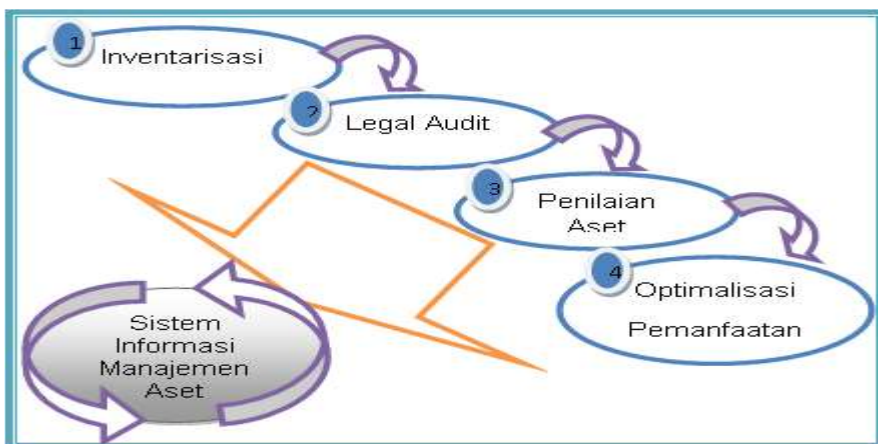 1
Inventarisasi
2
Legal Audit
3
Penilaian
Aset
4
Optimalisasi
Pemanfaatan
Sistem
Informasi
Manajemen
Aset